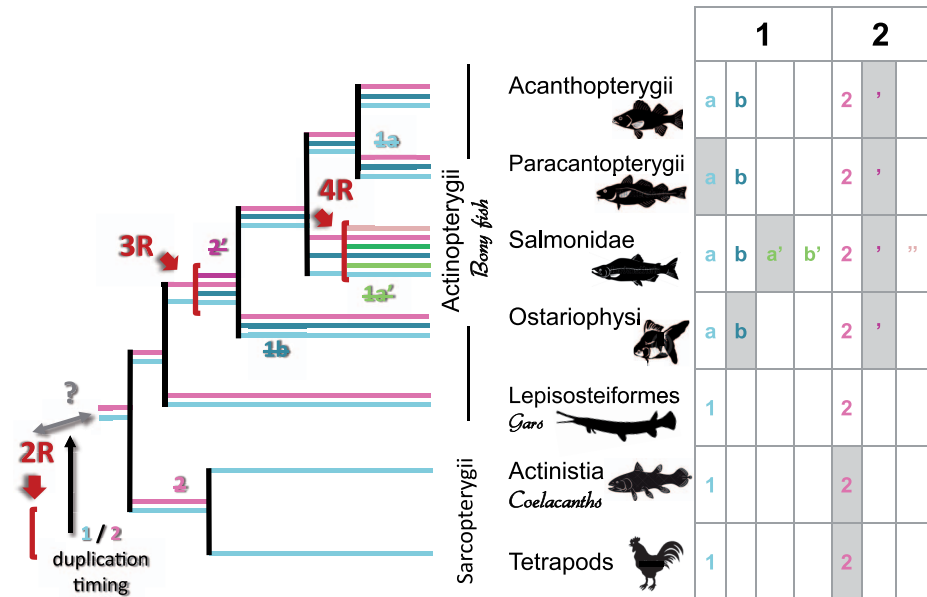 1 2
Acanthopterygii
a b 2 ’
1a
Paracantopterygii
a b 2 ’
4R
3R
2’
Salmonidae
a b a’ b’ 2 ’ ’’
1a’
Actinopterygii
Bony fish
Ostariophysi
a b 2 ’
1b
?
Lepisosteiformes
Gars
1 2
2R
2
Actinistia
Coelacanths
1 2
Sarcopterygii
1 / 2
duplication
timing
Tetrapods
1 2